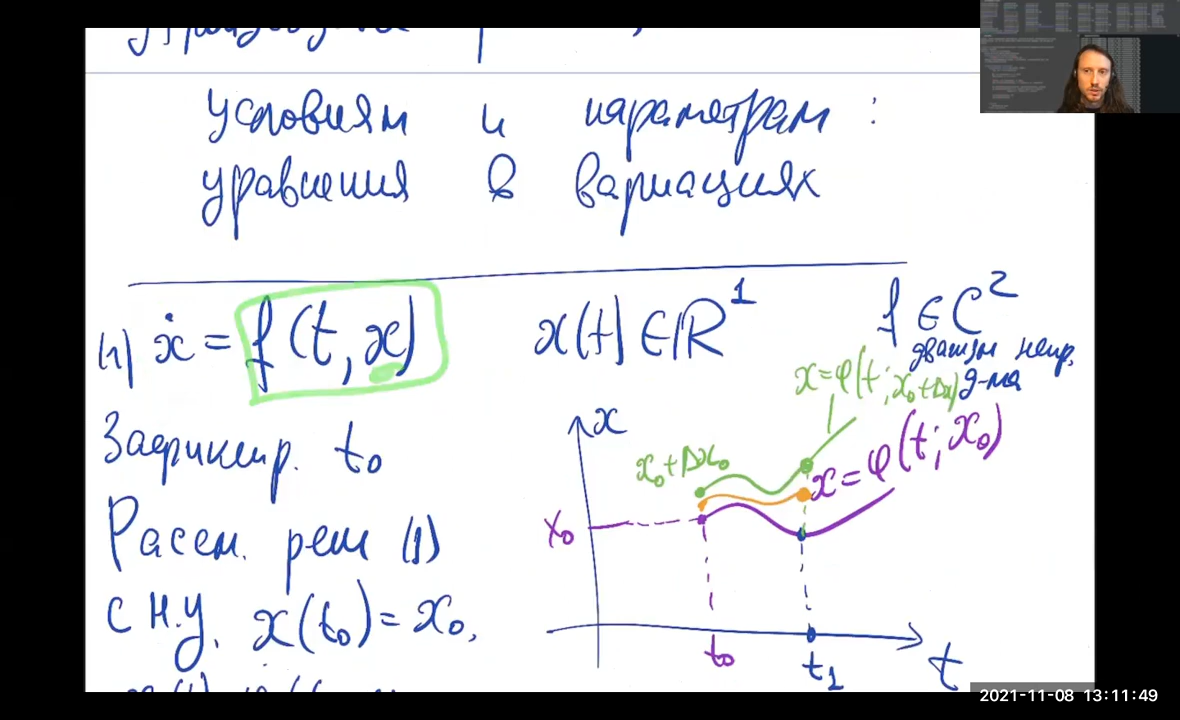 условиям и параметрам:
уравнения в вариациях
(1) ẋ = f(t, x) x(t) ∈ ℝ¹ f ∈ C²
дважды непр.
д-ма
x = φ(t; x₀+Δx)
Зафиксир. t₀
x
x₀+Δx₀
x = φ(t; x₀)
x₀
Рассм. реш (1)
с н.у. x(t₀) = x₀,
t₀ t₁ t
2021-11-08 13:11:49